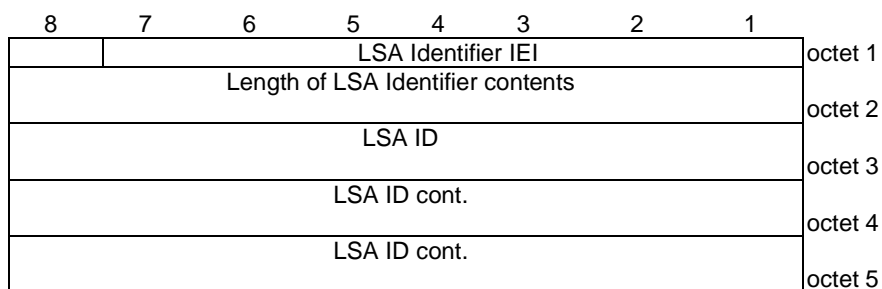 8 7 6 5 4 3 2 1
LSA Identifier IEI octet 1
Length of LSA Identifier contents
octet 2
LSA ID
octet 3
LSA ID cont.
octet 4
LSA ID cont.
octet 5